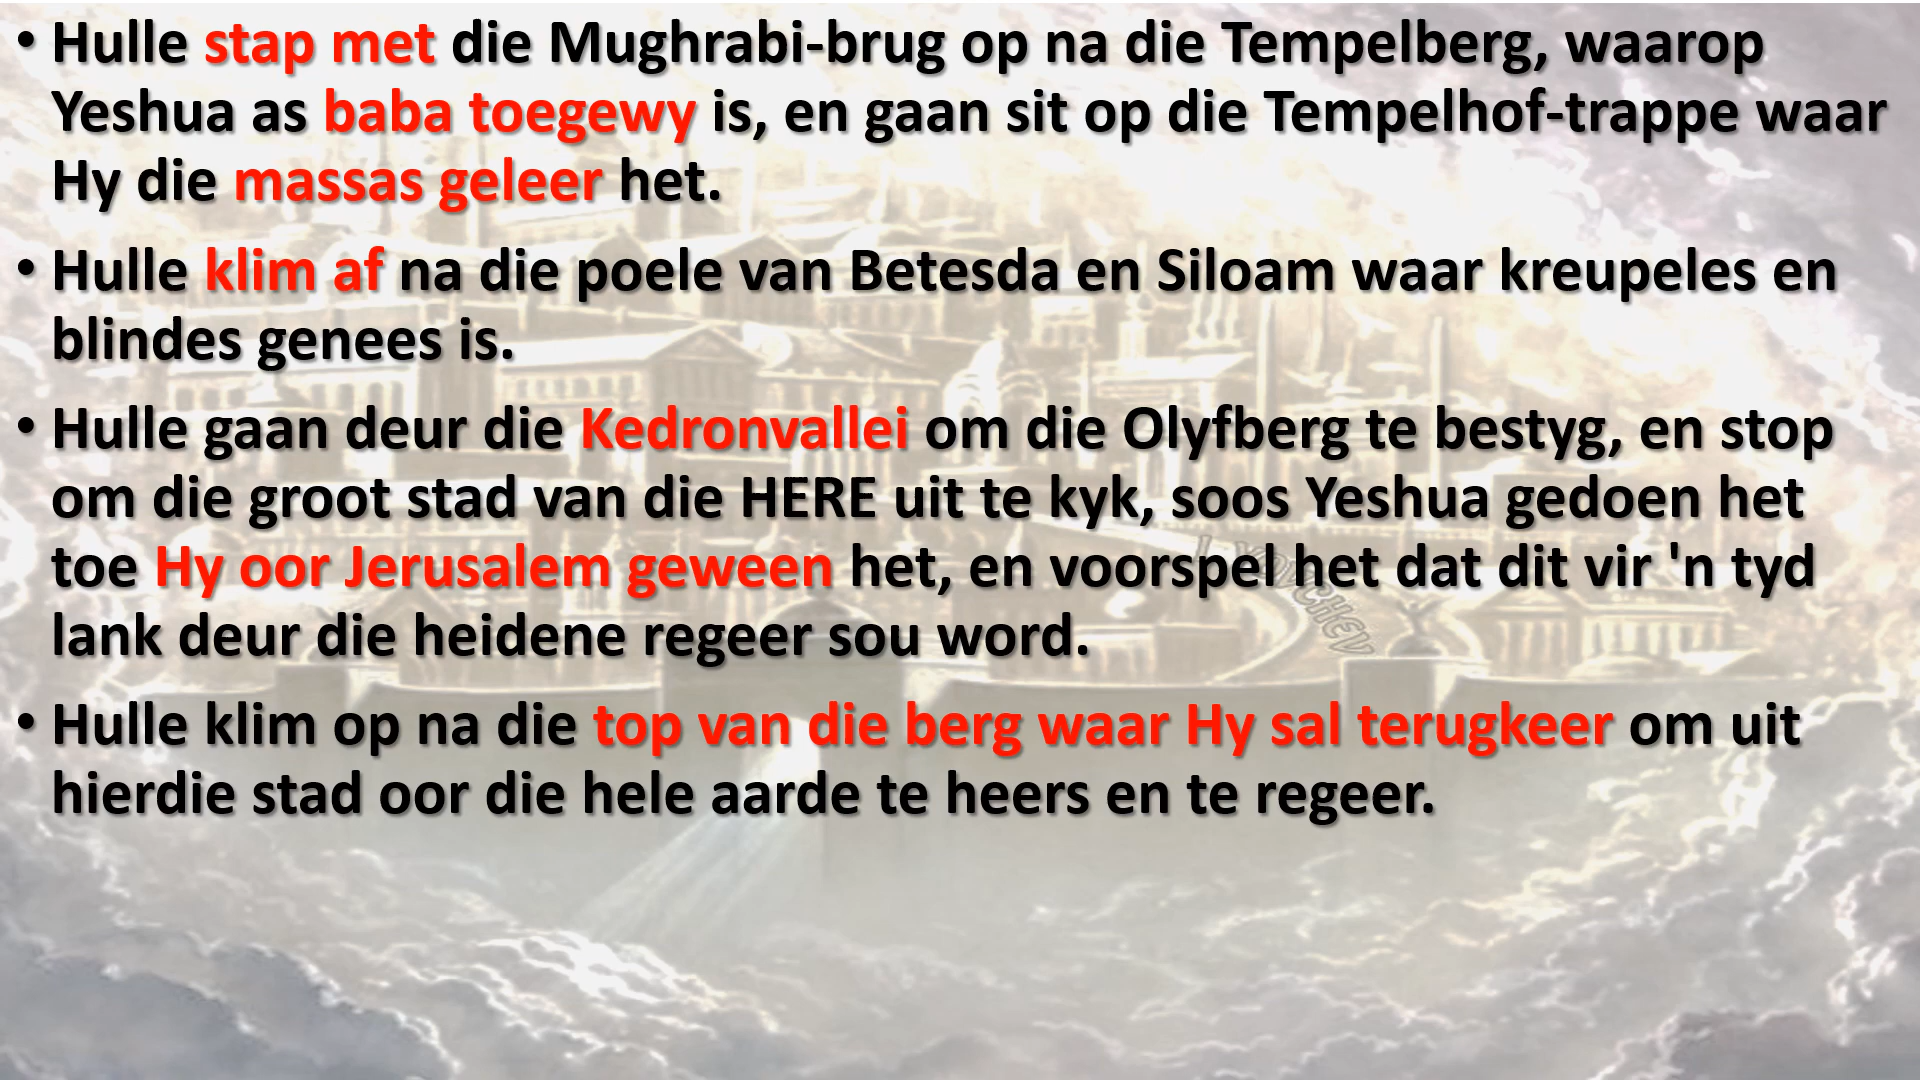 • Hulle stap met die Mughrabi-brug op na die Tempelberg, waarop
Yeshua as baba toegewy is, en gaan sit op die Tempelhof-trappe waar
Hy die massas geleer het.
• Hulle klim af na die poele van Betesda en Siloam waar kreupeles en
blindes genees is.
• Hulle gaan deur die Kedronvallei om die Olyfberg te bestyg, en stop
om die groot stad van die HERE uit te kyk, soos Yeshua gedoen het
toe Hy oor Jerusalem geween het, en voorspel het dat dit vir 'n tyd
lank deur die heidene regeer sou word.
• Hulle klim op na die top van die berg waar Hy sal terugkeer om uit
hierdie stad oor die hele aarde te heers en te regeer.